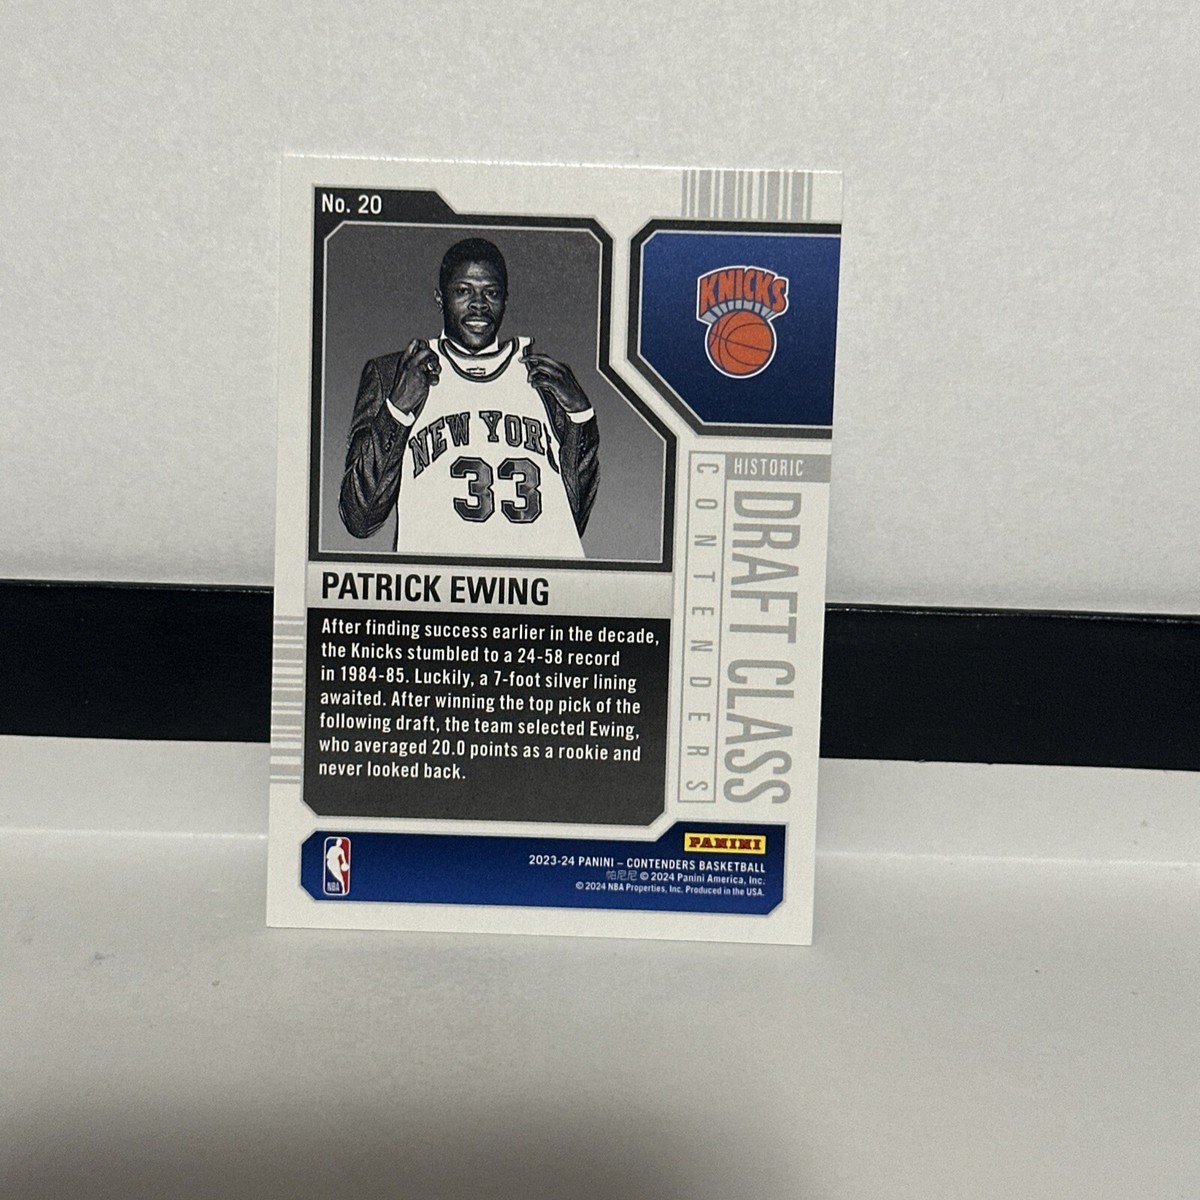 No. 20
KNICKS
NEW YORK
33
HISTORIC
DRAFT CLASS
CONTENDERS
PATRICK EWING
After finding success earlier in the decade,
the Knicks stumbled to a 24-58 record
in 1984-85. Luckily, a 7-foot silver lining
awaited. After winning the top pick of the
following draft, the team selected Ewing,
who averaged 20.0 points as a rookie and
never looked back.
PANINI
NBA
2023-24 PANINI – CONTENDERS BASKETBALL
帕尼尼 © 2024 Panini America, Inc.
© 2024 NBA Properties, Inc. Produced in the USA.